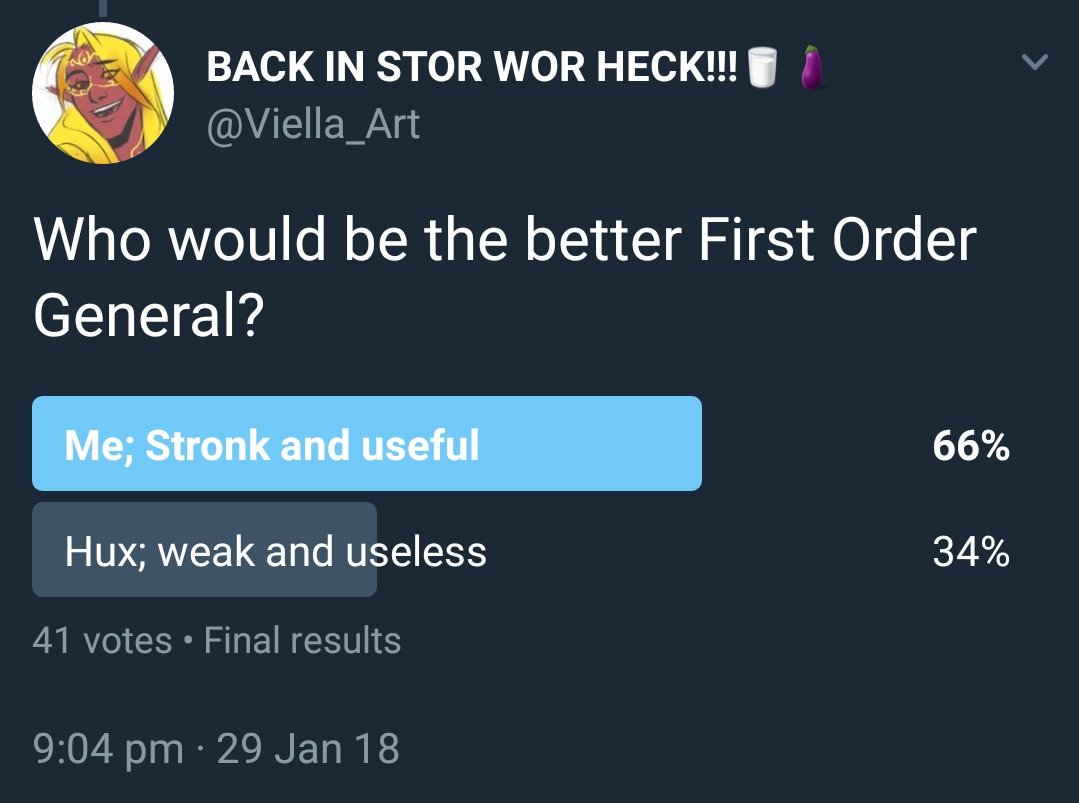 BACK IN STOR WOR HECK!!!🥛🍆
@Viella_Art
Who would be the better First Order
General?
Me; Stronk and useful 66%
Hux; weak and useless 34%
41 votes • Final results
9:04 pm · 29 Jan 18